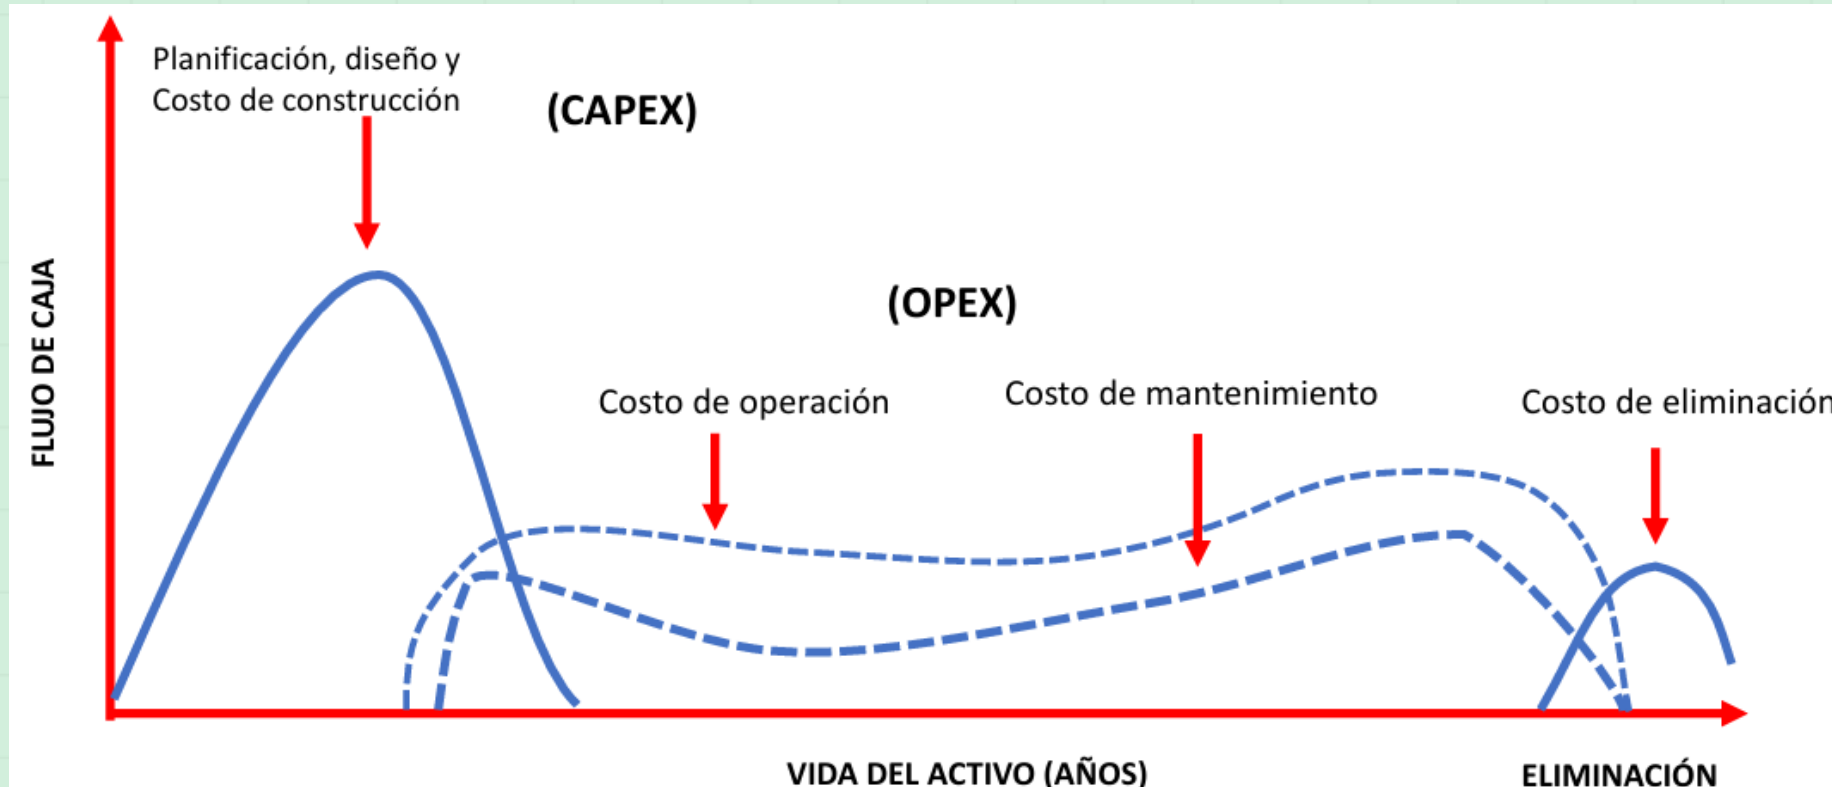 Planificación, diseño y
Costo de construcción
(CAPEX)
(OPEX)
FLUJO DE CAJA
Costo de operación
Costo de mantenimiento
Costo de eliminación
VIDA DEL ACTIVO (AÑOS)
ELIMINACIÓN